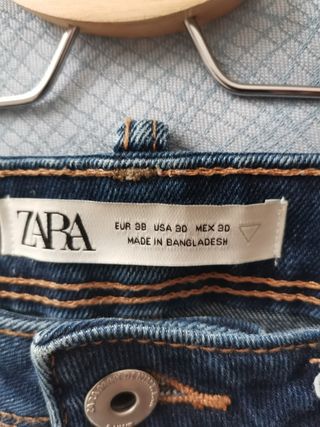 ZARA
EUR 38 USA 30 MEX 30
MADE IN BANGLADESH